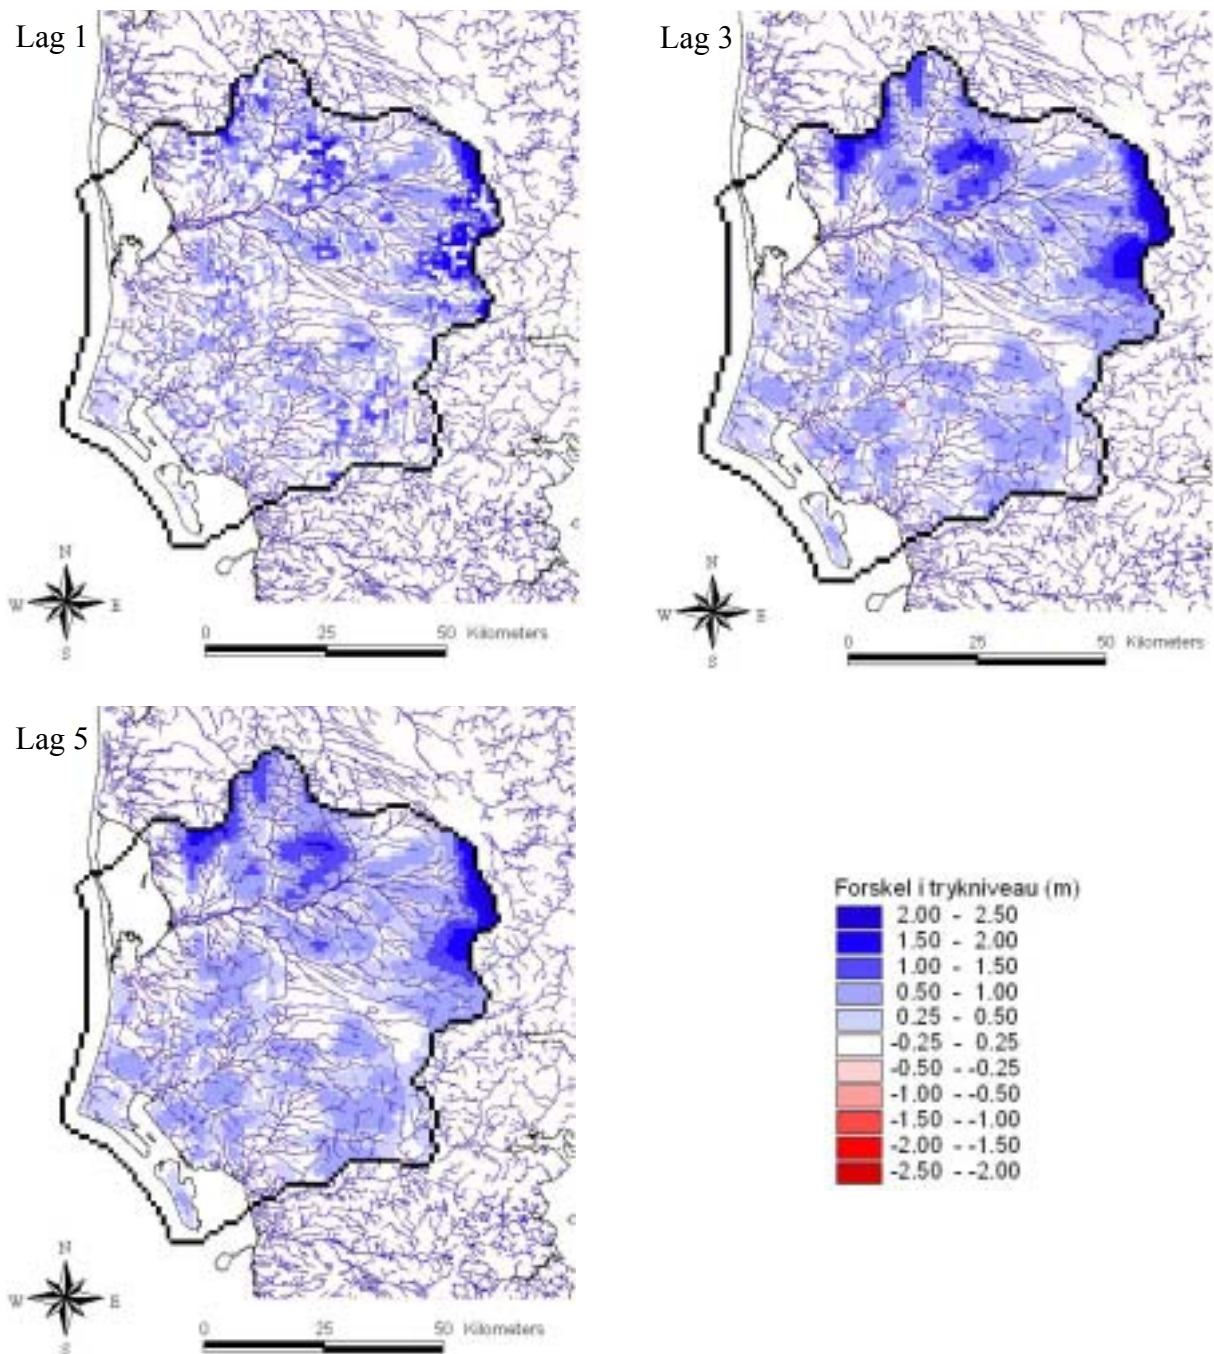 Lag 1
N
W E
S
0 25 50 Kilometers
Lag 3
N
W E
S
0 25 50 Kilometers
Lag 5
N
W E
S
0 25 50 Kilometers
Forskel i trykniveau (m)
2.00 - 2.50
1.50 - 2.00
1.00 - 1.50
0.50 - 1.00
0.25 - 0.50
-0.25 - 0.25
-0.50 - -0.25
-1.00 - -0.50
-1.50 - -1.00
-2.00 - -1.50
-2.50 - -2.00